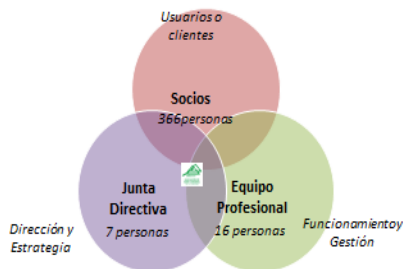 Usuarios o
clientes
Socios
366personas
Junta
Directiva
7 personas
Equipo
Profesional
16 personas
Dirección y
Estrategia
Funcionamientoy
Gestión